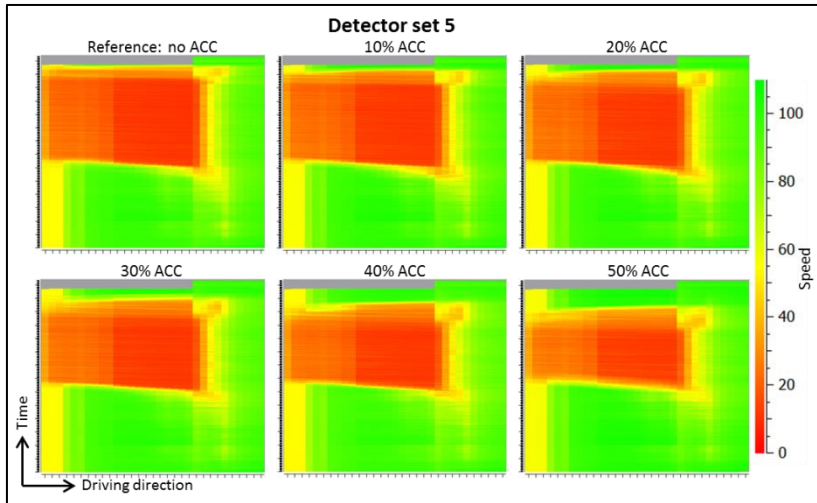 Detector set 5
Reference: no ACC
10% ACC
20% ACC
30% ACC
40% ACC
50% ACC
100
80
60
40
20
0
Speed
Time
Driving direction